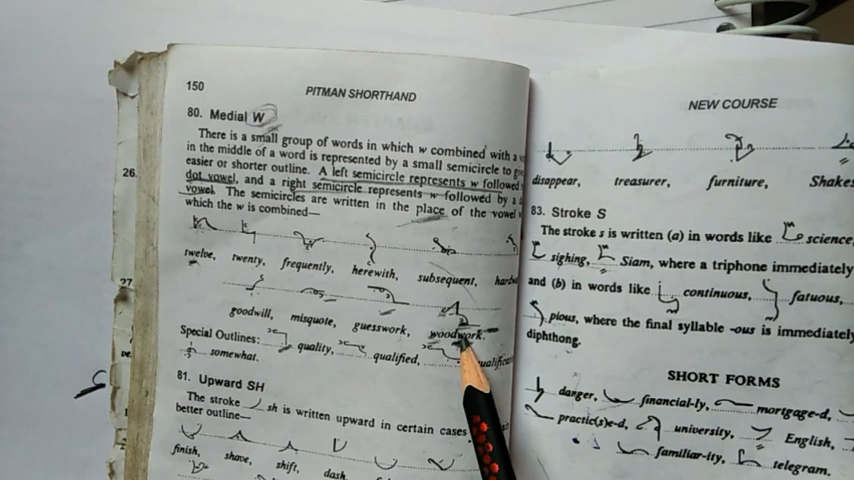 150
PITMAN SHORTHAND
80. Medial W
There is a small group of words in which w combined with a
in the middle of a word is represented by a small semicircle to
easier or shorter outline. A left semicircle represents w followed
dot vowel, and a right semicircle represents w followed by a
vowel. The semicircles are written in the place of the vowel
which the w is combined—
twelve, twenty, frequently, herewith, subsequent,
goodwill, misquote, guesswork, woodwork.
Special Outlines: quality, qualified,
somewhat.
81. Upward SH
The stroke sh is written upward in certain cases
better outline—
finish, shave, shift, dash
26.
27
NEW COURSE
disappear, treasurer, furniture, Shakes
83. Stroke S
The stroke s is written (a) in words like science,
sighing, Siam, where a triphone immediately
and (b) in words like continuous, fatuous,
pious, where the final syllable -ous is immediately
diphthong.
SHORT FORMS
danger, financial-ly, mortgage-d,
practic(s)e-d, university, English,
familiar-ity, telegram.